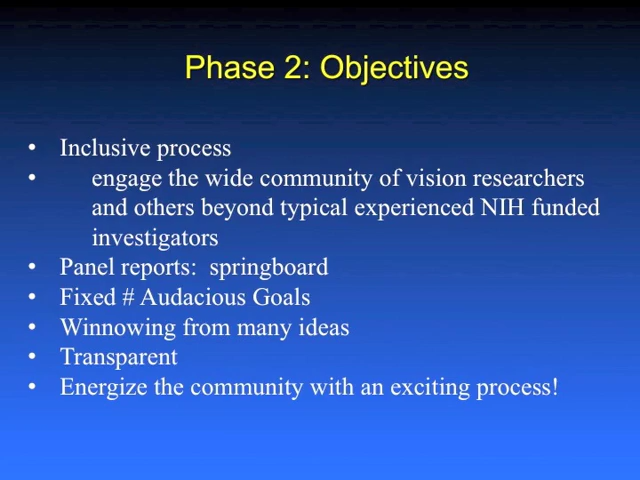 Phase 2: Objectives
• Inclusive process
• engage the wide community of vision researchers
and others beyond typical experienced NIH funded
investigators
• Panel reports: springboard
• Fixed # Audacious Goals
• Winnowing from many ideas
• Transparent
• Energize the community with an exciting process!